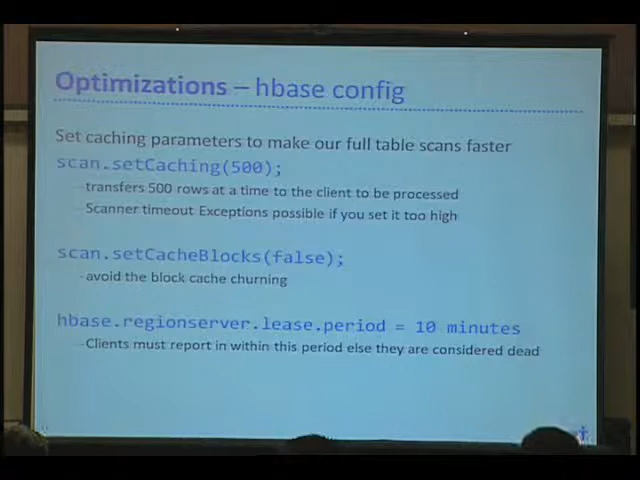 Optimizations – hbase config
Set caching parameters to make our full table scans faster
scan.setCaching(500);
- transfers 500 rows at a time to the client to be processed
- Scanner timeout Exceptions possible if you set it too high
scan.setCacheBlocks(false);
- avoid the block cache churning
hbase.regionserver.lease.period = 10 minutes
- Clients must report in within this period else they are considered dead